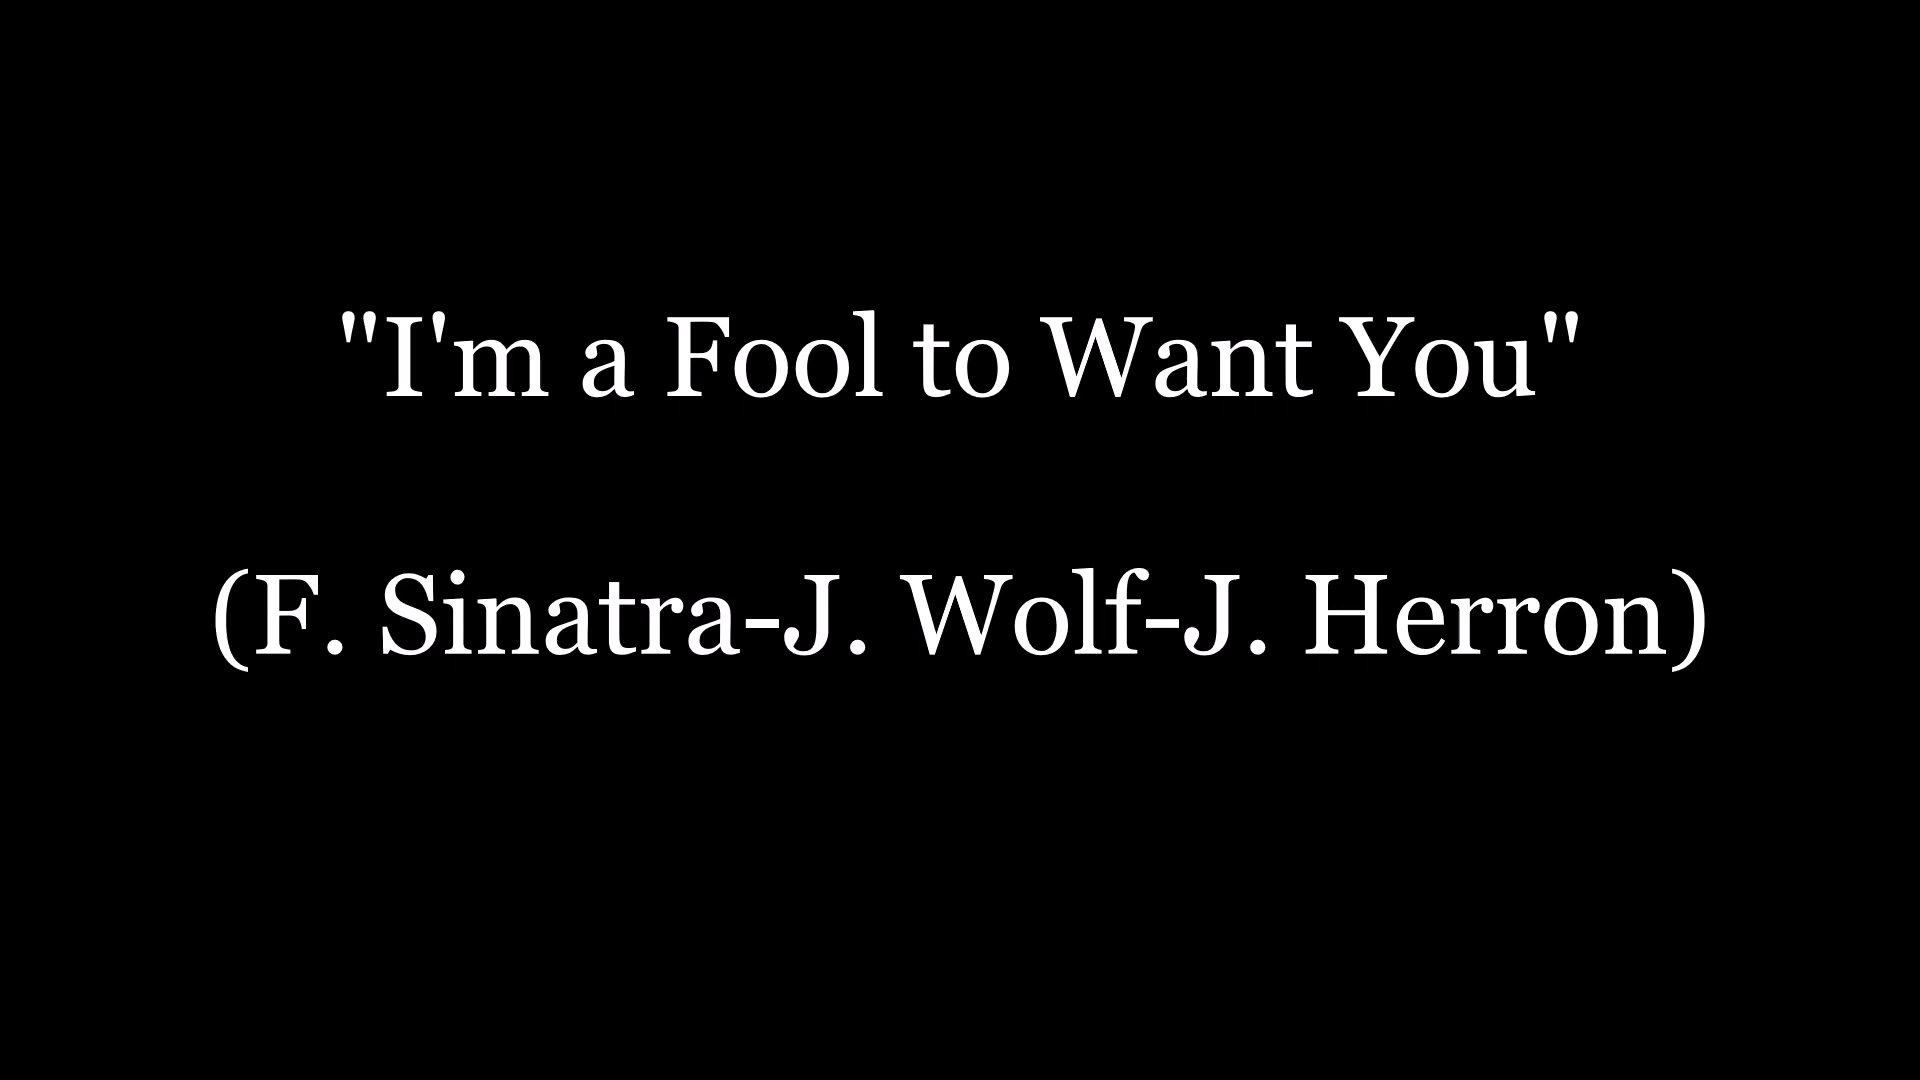 "I'm a Fool to Want You"
(F. Sinatra-J. Wolf-J. Herron)